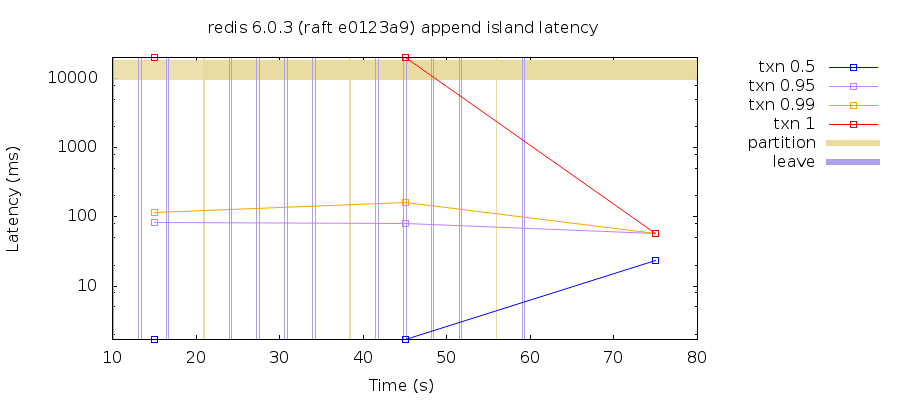 redis 6.0.3 (raft e0123a9) append island latency
txn 0.5
txn 0.95
txn 0.99
txn 1
partition
leave
Latency (ms)
10000
1000
100
10
10 20 30 40 50 60 70 80
Time (s)